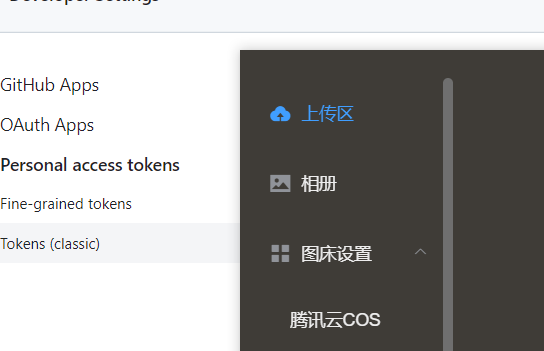 Developer Settings
GitHub Apps
OAuth Apps
Personal access tokens
Fine-grained tokens
Tokens (classic)
上传区
相册
图床设置
腾讯云COS